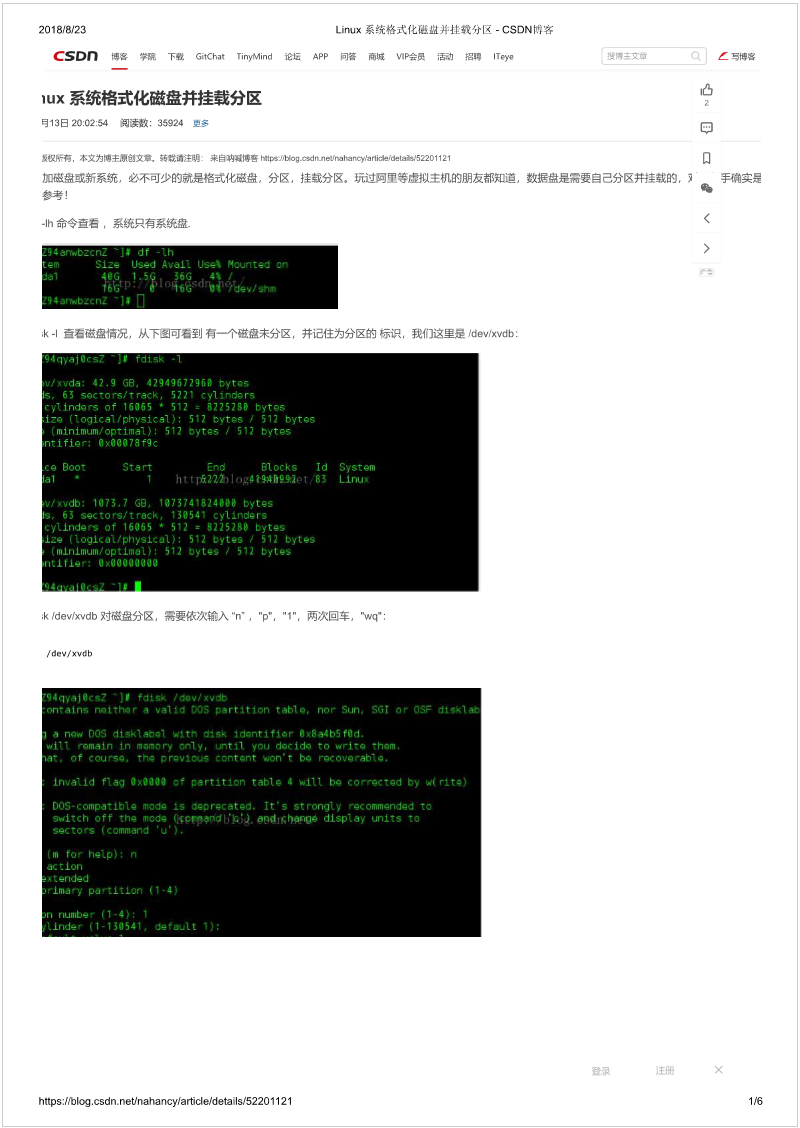 2018/8/23
Linux 系统格式化磁盘并挂载分区 - CSDN博客
CSDN 博客 学院 下载 GitChat TinyMind 论坛 APP 问答 商城 VIP会员 活动 招聘 ITeye 搜博主文章 写博客
nux 系统格式化磁盘并挂载分区
2
月13日 20:02:54 阅读数：35924 更多
版权所有，本文为博主原创文章。转载请注明： 来自呐喊博客 https://blog.csdn.net/nahancy/article/details/52201121
加磁盘或新系统，必不可少的就是格式化磁盘，分区，挂载分区。玩过阿里等虚拟主机的朋友都知道，数据盘是需要自己分区并挂载的， 手确实是
参考！
-lh 命令查看 ，系统只有系统盘.
广告
Z94anwbzcnZ ~]# df -lh
tem Size Used Avail Use% Mounted on
da1 40G 1.5G 36G 4% /
16G 0 16G 0% /dev/shm
http://blog.csdn.net/
Z94anwbzcnZ ~]#
sk -l 查看磁盘情况，从下图可看到 有一个磁盘未分区，并记住为分区的 标识，我们这里是 /dev/xvdb：
Z94qyaj0csZ ~]# fdisk -l
ev/xvda: 42.9 GB, 42949672960 bytes
ds, 63 sectors/track, 5221 cylinders
cylinders of 16065 * 512 = 8225280 bytes
size (logical/physical): 512 bytes / 512 bytes
e (minimum/optimal): 512 bytes / 512 bytes
entifier: 0x00078f9c
ice Boot Start End Blocks Id System
da1 * 1 5222 41940992 83 Linux
http://blog.csdn.net/
ev/xvdb: 1073.7 GB, 1073741824000 bytes
ds, 63 sectors/track, 130541 cylinders
cylinders of 16065 * 512 = 8225280 bytes
size (logical/physical): 512 bytes / 512 bytes
e (minimum/optimal): 512 bytes / 512 bytes
entifier: 0x00000000
Z94qyaj0csZ ~]#
sk /dev/xvdb 对磁盘分区，需要依次输入 “n” ，"p"，"1"，两次回车，"wq"：
/dev/xvdb
Z94qyaj0csZ ~]# fdisk /dev/xvdb
contains neither a valid DOS partition table, nor Sun, SGI or OSF disklab
g a new DOS disklabel with disk identifier 0x8a4b5f0d.
will remain in memory only, until you decide to write them.
hat, of course, the previous content won't be recoverable.
: invalid flag 0x0000 of partition table 4 will be corrected by w(rite)
: DOS-compatible mode is deprecated. It's strongly recommended to
switch off the mode (command 'c') and change display units to
http://blog.csdn.net/
sectors (command 'u').
(m for help): n
action
extended
primary partition (1-4)
on number (1-4): 1
ylinder (1-130541, default 1):
登录 注册 ×
https://blog.csdn.net/nahancy/article/details/52201121
1/6